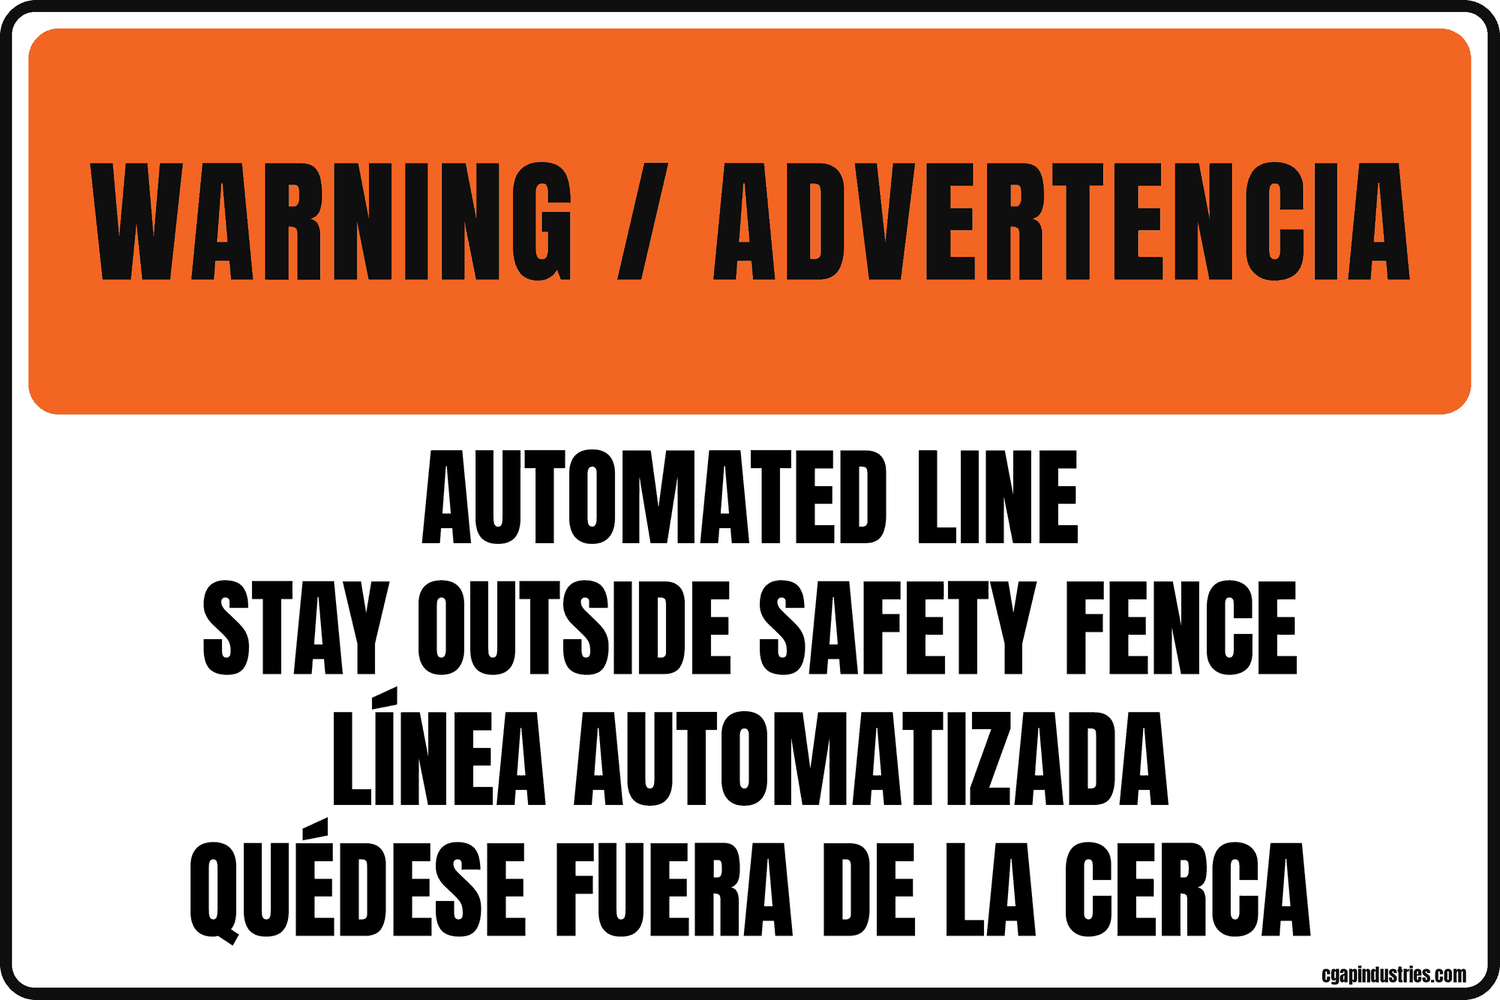 WARNING / ADVERTENCIA
AUTOMATED LINE
STAY OUTSIDE SAFETY FENCE
LÍNEA AUTOMATIZADA
QUÉDESE FUERA DE LA CERCA
cgapindustries.com